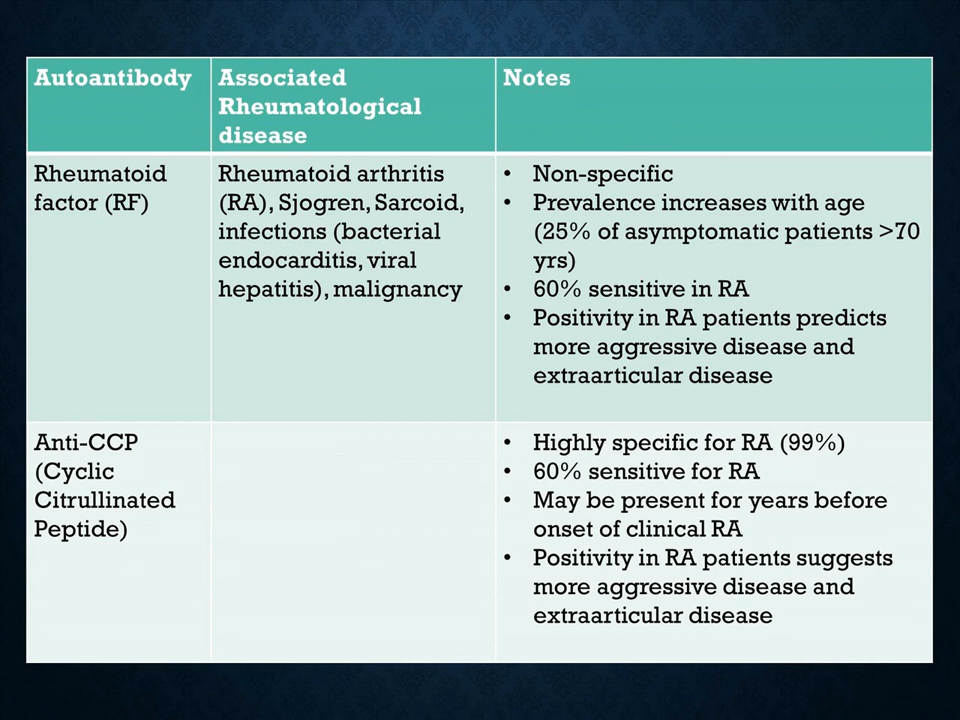 Autoantibody
Associated
Rheumatological
disease
Notes
Rheumatoid
factor (RF)
Rheumatoid arthritis
(RA), Sjogren, Sarcoid,
infections (bacterial
endocarditis, viral
hepatitis), malignancy
• Non-specific
• Prevalence increases with age
(25% of asymptomatic patients >70
yrs)
• 60% sensitive in RA
• Positivity in RA patients predicts
more aggressive disease and
extraarticular disease
Anti-CCP
(Cyclic
Citrullinated
Peptide)
• Highly specific for RA (99%)
• 60% sensitive for RA
• May be present for years before
onset of clinical RA
• Positivity in RA patients suggests
more aggressive disease and
extraarticular disease